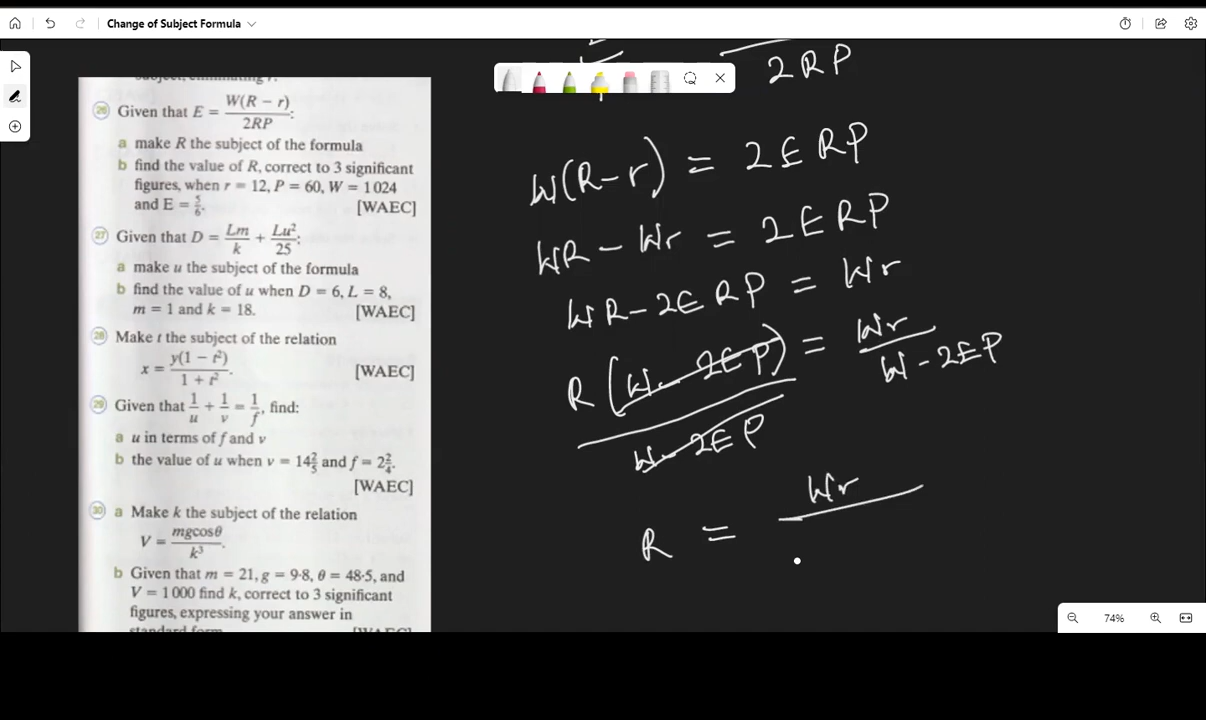 Change of Subject Formula
26 Given that E = W(R − r)/2RP:
a make R the subject of the formula
b find the value of R, correct to 3 significant
figures, when r = 12, P = 60, W = 1024
and E = 5/6. [WAEC]
27 Given that D = Lm/k + Lu²/25:
a make u the subject of the formula
b find the value of u when D = 6, L = 8,
m = 1 and k = 18. [WAEC]
28 Make t the subject of the relation
x = y(1 − t²)/1 + t². [WAEC]
29 Given that 1/u + 1/v = 1/f, find:
a u in terms of f and v
b the value of u when v = 14 2/5 and f = 2 2/4.
[WAEC]
30 a Make k the subject of the relation
V = mgcosθ/k³.
b Given that m = 21, g = 9·8, θ = 48·5, and
V = 1000 find k, correct to 3 significant
figures, expressing your answer in
standard form. [WAEC]
2RP
W(R−r) = 2ERP
WR − Wr = 2ERP
WR − 2ERP = Wr
R(W − 2EP)/W − 2EP = Wr/W − 2EP
R = Wr
74%